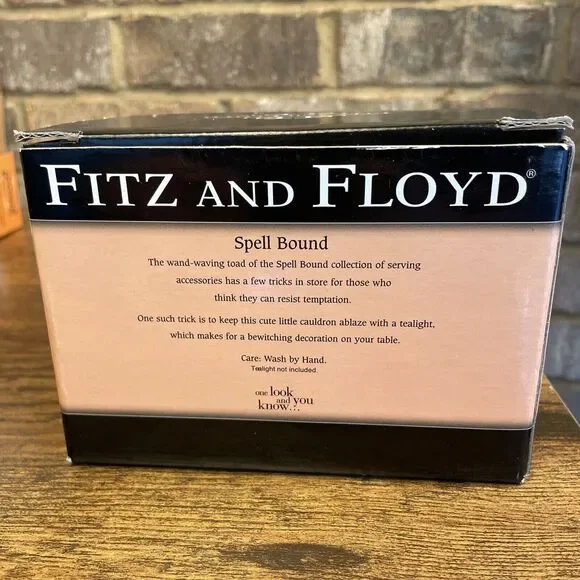 FITZ AND FLOYD®
Spell Bound
The wand-waving toad of the Spell Bound collection of serving
accessories has a few tricks in store for those who
think they can resist temptation.
One such trick is to keep this cute little cauldron ablaze with a tealight,
which makes for a bewitching decoration on your table.
Care: Wash by Hand.
Tealight not included.
one look
and you
know...